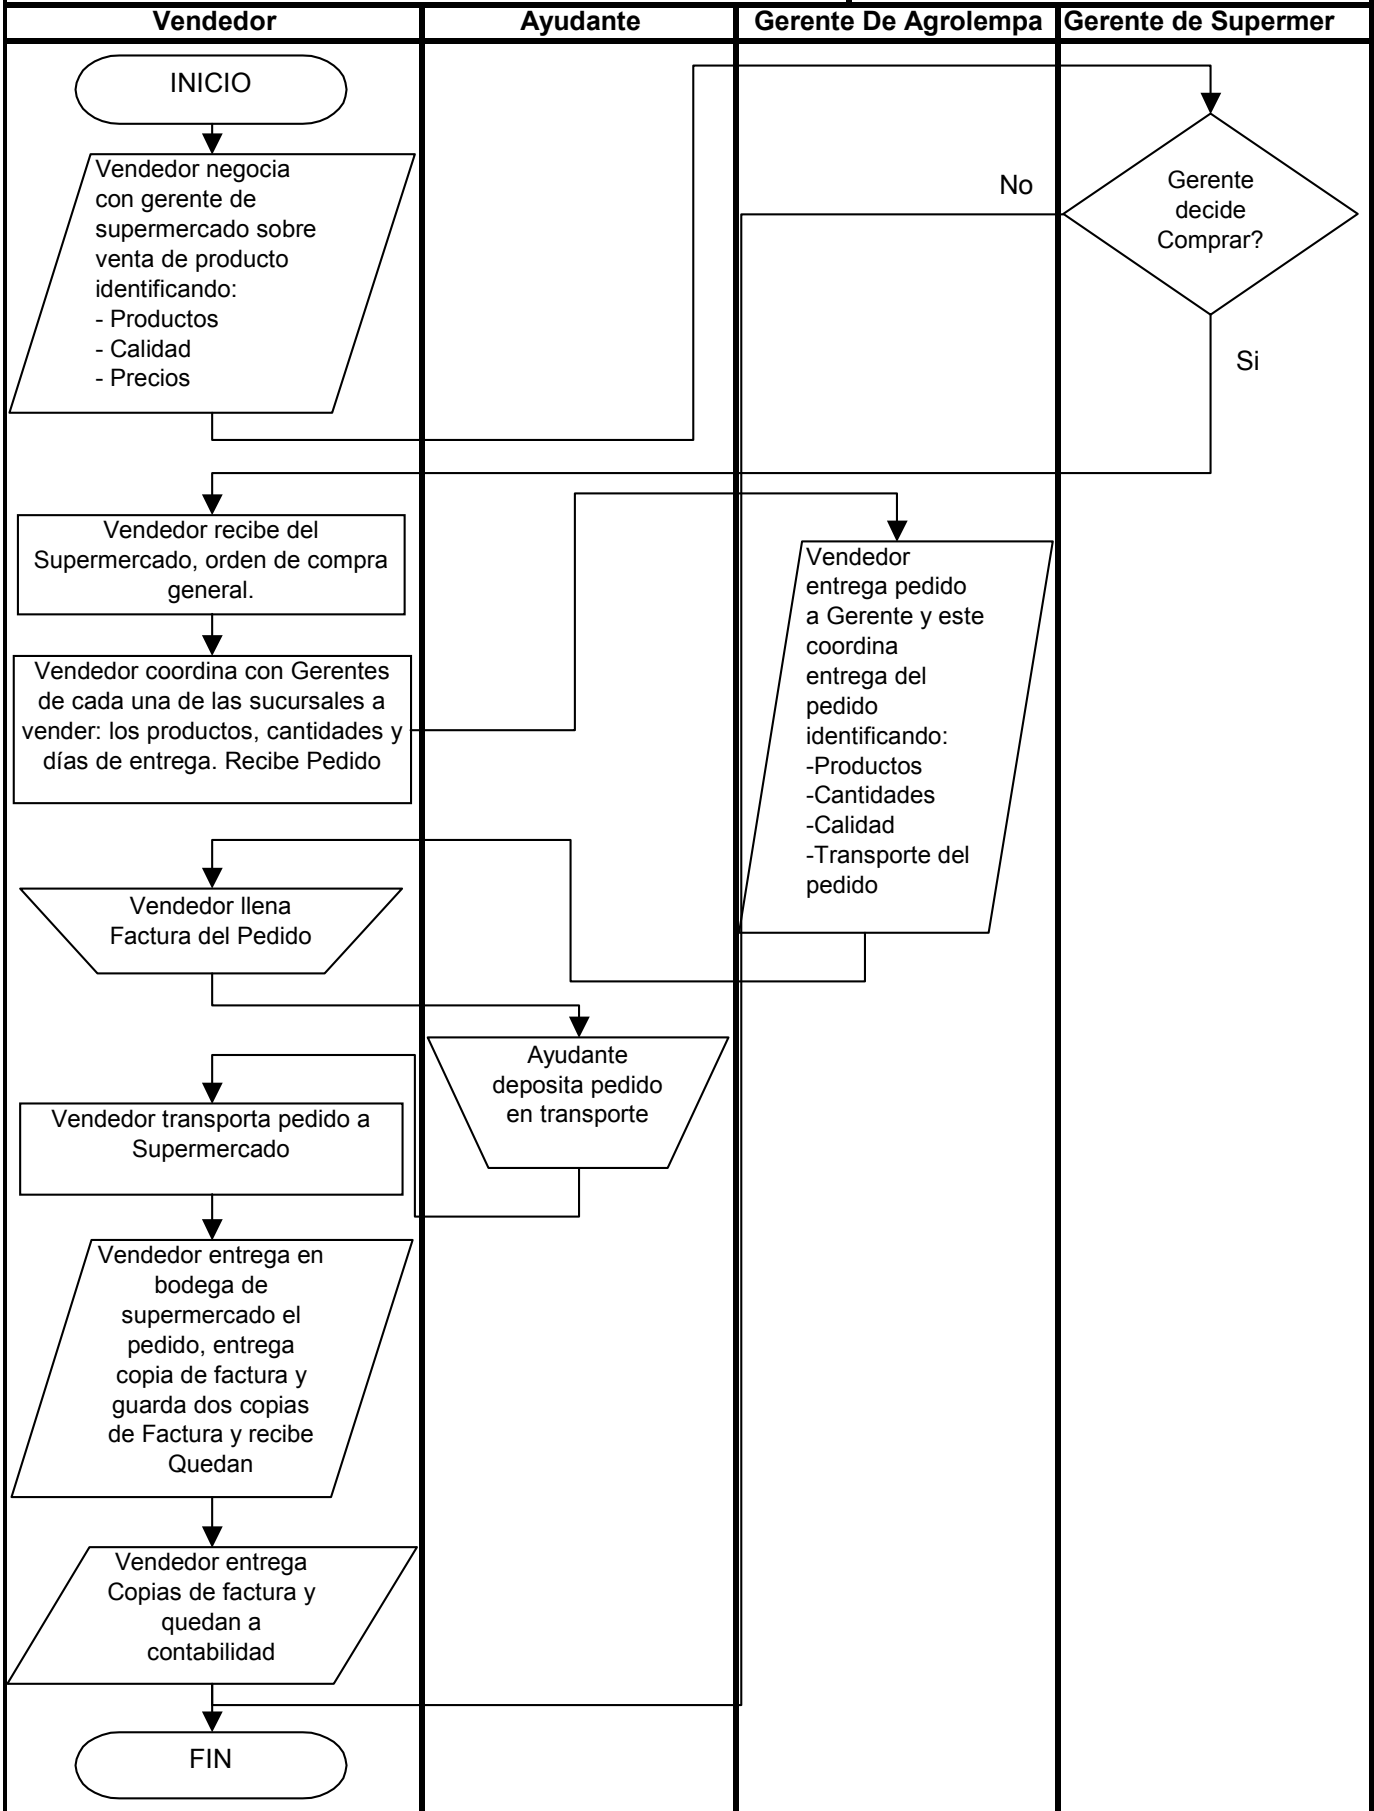 Vendedor
Ayudante
Gerente De Agrolempa
Gerente de Supermer
INICIO
Vendedor negocia
con gerente de
supermercado sobre
venta de producto
identificando:
- Productos
- Calidad
- Precios
No
Gerente
decide
Comprar?
Si
Vendedor recibe del
Supermercado, orden de compra
general.
Vendedor coordina con Gerentes
de cada una de las sucursales a
vender: los productos, cantidades y
días de entrega. Recibe Pedido
Vendedor
entrega pedido
a Gerente y este
coordina
entrega del
pedido
identificando:
-Productos
-Cantidades
-Calidad
-Transporte del
pedido
Vendedor llena
Factura del Pedido
Ayudante
deposita pedido
en transporte
Vendedor transporta pedido a
Supermercado
Vendedor entrega en
bodega de
supermercado el
pedido, entrega
copia de factura y
guarda dos copias
de Factura y recibe
Quedan
Vendedor entrega
Copias de factura y
quedan a
contabilidad
FIN